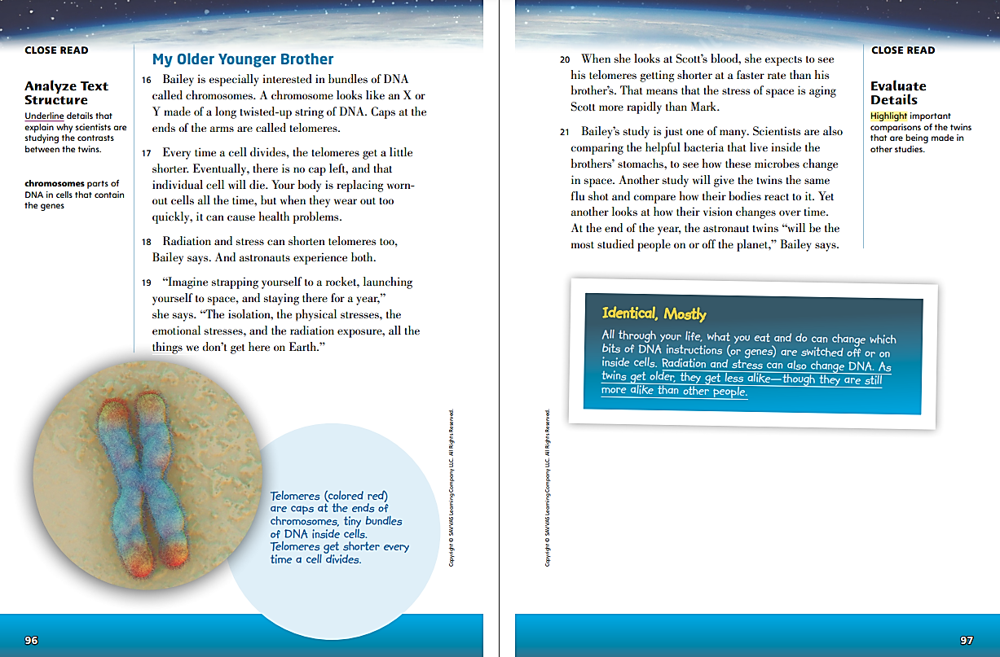 CLOSE READ
Analyze Text
Structure
Underline details that
explain why scientists are
studying the contrasts
between the twins.
chromosomes parts of
DNA in cells that contain
the genes
My Older Younger Brother
16 Bailey is especially interested in bundles of DNA
called chromosomes. A chromosome looks like an X or
Y made of a long twisted-up string of DNA. Caps at the
ends of the arms are called telomeres.
17 Every time a cell divides, the telomeres get a little
shorter. Eventually, there is no cap left, and that
individual cell will die. Your body is replacing worn-
out cells all the time, but when they wear out too
quickly, it can cause health problems.
18 Radiation and stress can shorten telomeres too,
Bailey says. And astronauts experience both.
19 “Imagine strapping yourself to a rocket, launching
yourself to space, and staying there for a year,”
she says. “The isolation, the physical stresses, the
emotional stresses, and the radiation exposure, all the
things we don’t get here on Earth.”
Telomeres (colored red)
are caps at the ends of
chromosomes, tiny bundles
of DNA inside cells.
Telomeres get shorter every
time a cell divides.
Copyright © SAVVAS Learning Company LLC. All Rights Reserved.
96
20 When she looks at Scott’s blood, she expects to see
his telomeres getting shorter at a faster rate than his
brother’s. That means that the stress of space is aging
Scott more rapidly than Mark.
21 Bailey’s study is just one of many. Scientists are also
comparing the helpful bacteria that live inside the
brothers’ stomachs, to see how these microbes change
in space. Another study will give the twins the same
flu shot and compare how their bodies react to it. Yet
another looks at how their vision changes over time.
At the end of the year, the astronaut twins “will be the
most studied people on or off the planet,” Bailey says.
CLOSE READ
Evaluate
Details
Highlight important
comparisons of the twins
that are being made in
other studies.
Identical, Mostly
All through your life, what you eat and do can change which
bits of DNA instructions (or genes) are switched off or on
inside cells. Radiation and stress can also change DNA. As
twins get older, they get less alike—though they are still
more alike than other people.
Copyright © SAVVAS Learning Company LLC. All Rights Reserved.
97